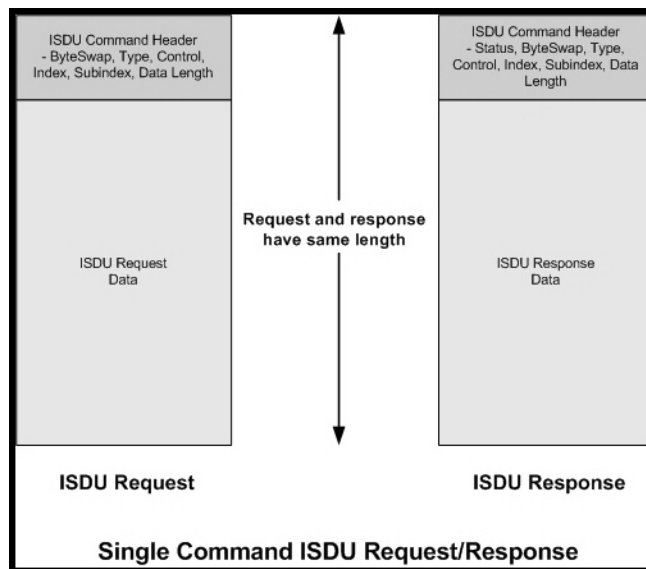 ISDU Command Header
- ByteSwap, Type, Control,
Index, Subindex, Data Length
ISDU Request
Data
Request and response
have same length
ISDU Command Header
- Status, ByteSwap, Type,
Control, Index, Subindex, Data
Length
ISDU Response
Data
ISDU Request
ISDU Response
Single Command ISDU Request/Response